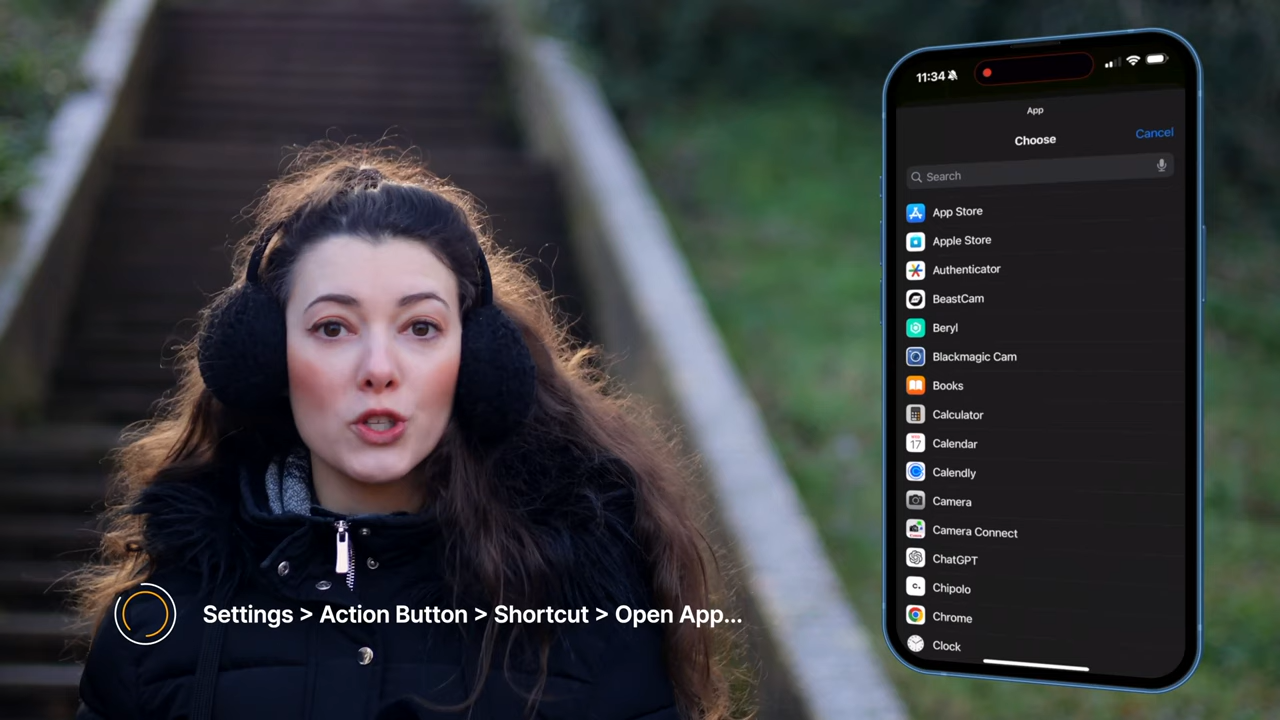 11:34
App
Choose
Cancel
Search
App Store
Apple Store
Authenticator
BeastCam
Beryl
Blackmagic Cam
Books
Calculator
17
Calendar
Calendly
Camera
Camera Connect
ChatGPT
c.
Chipolo
Chrome
Clock
Settings > Action Button > Shortcut > Open App...